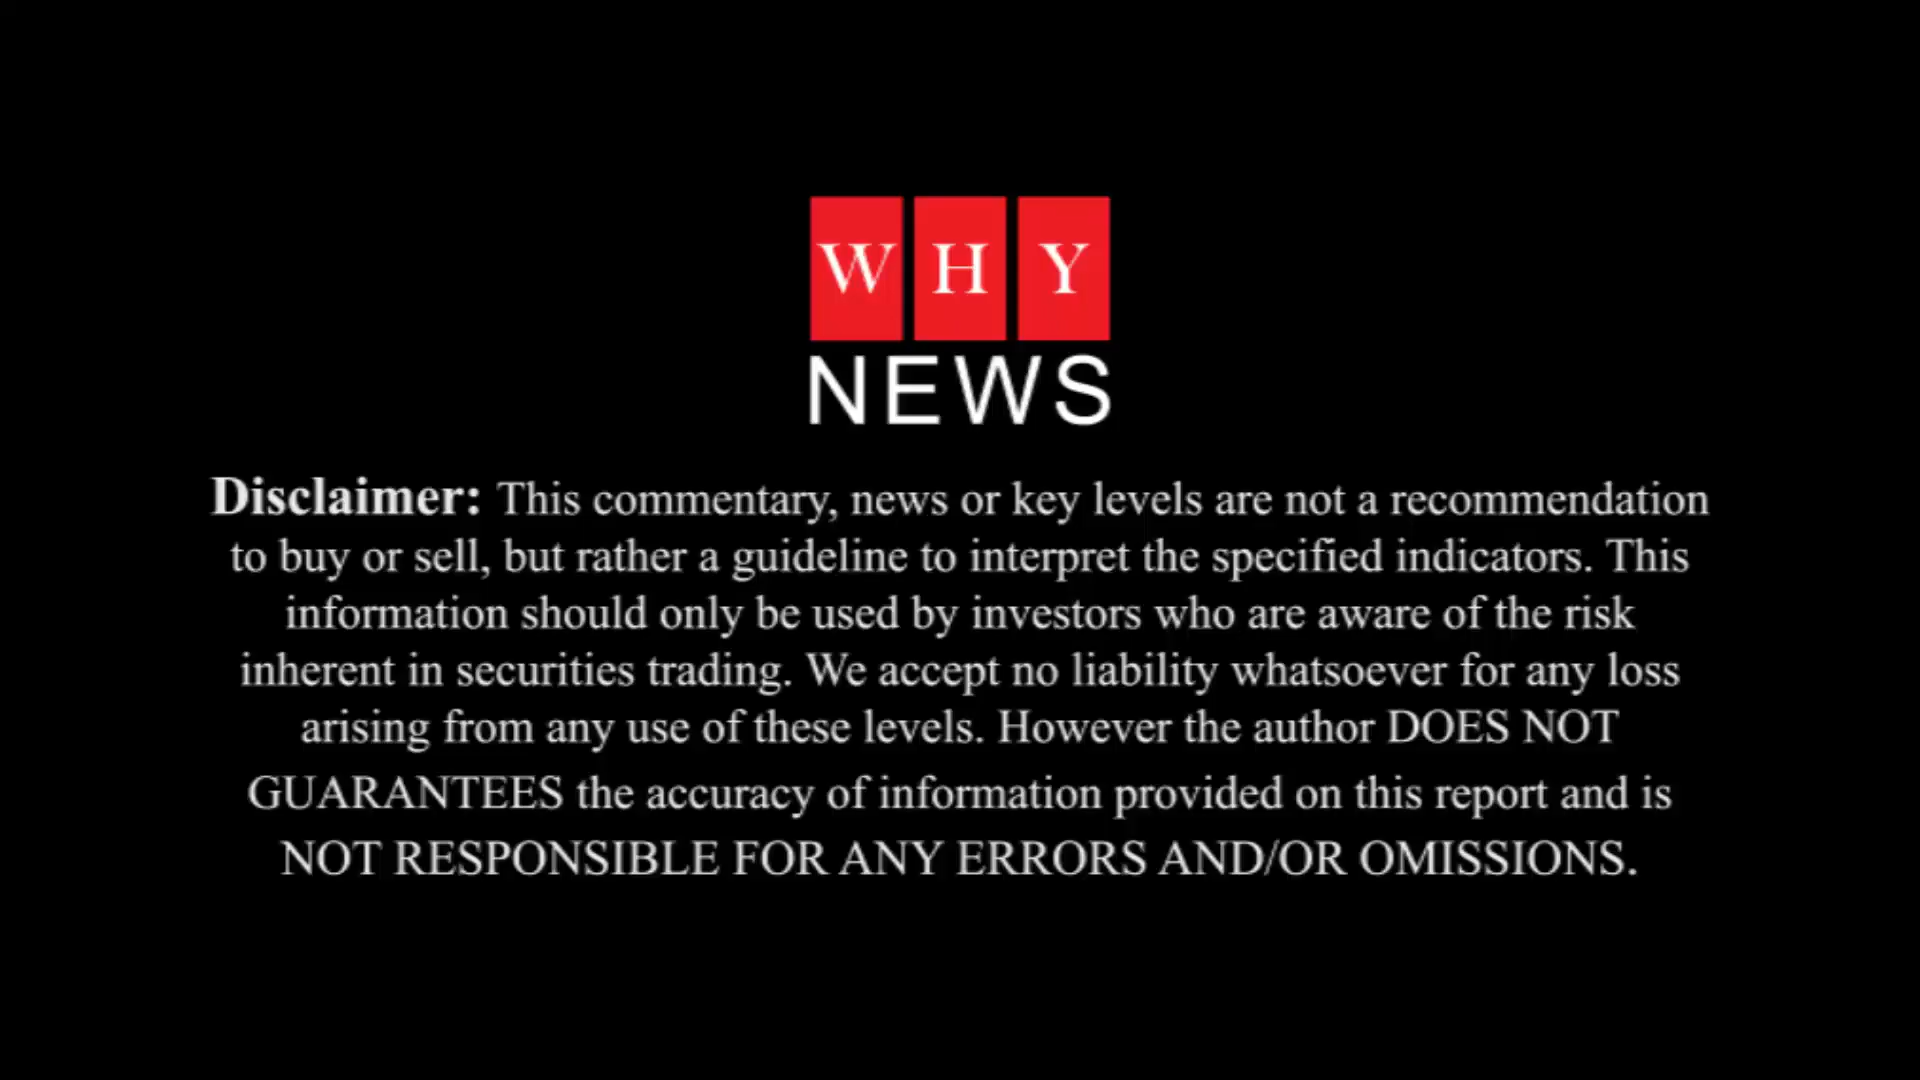 W H Y
NEWS
Disclaimer: This commentary, news or key levels are not a recommendation
to buy or sell, but rather a guideline to interpret the specified indicators. This
information should only be used by investors who are aware of the risk
inherent in securities trading. We accept no liability whatsoever for any loss
arising from any use of these levels. However the author DOES NOT
GUARANTEES the accuracy of information provided on this report and is
NOT RESPONSIBLE FOR ANY ERRORS AND/OR OMISSIONS.